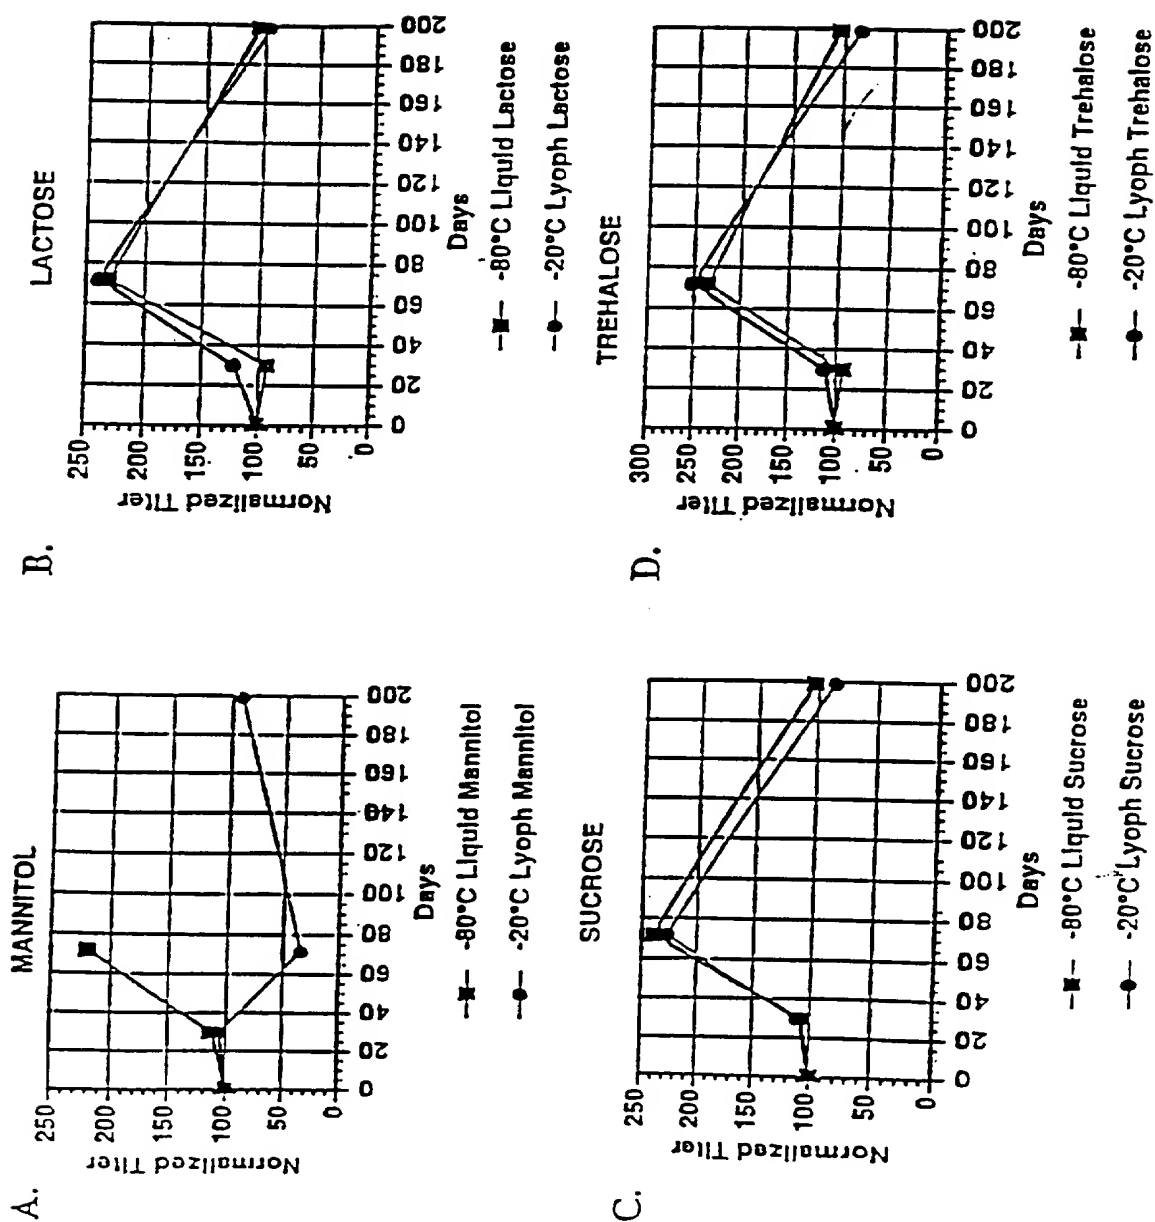 A.
MANNITOL
Normalized Titer
250
200
150
100
50
0
0 20 40 60 80 100 120 140 160 180 200
Days
-80°C Liquid Mannitol
-20°C Lyoph Mannitol
B.
LACTOSE
Normalized Titer
250
200
150
100
50
0
0 20 40 60 80 100 120 140 160 180 200
Days
-80°C Liquid Lactose
-20°C Lyoph Lactose
C.
SUCROSE
Normalized Titer
250
200
150
100
50
0
0 20 40 60 80 100 120 140 160 180 200
Days
-80°C Liquid Sucrose
-20°C Lyoph Sucrose
D.
TREHALOSE
Normalized Titer
300
250
200
150
100
50
0
0 20 40 60 80 100 120 140 160 180 200
Days
-80°C Liquid Trehalose
-20°C Lyoph Trehalose